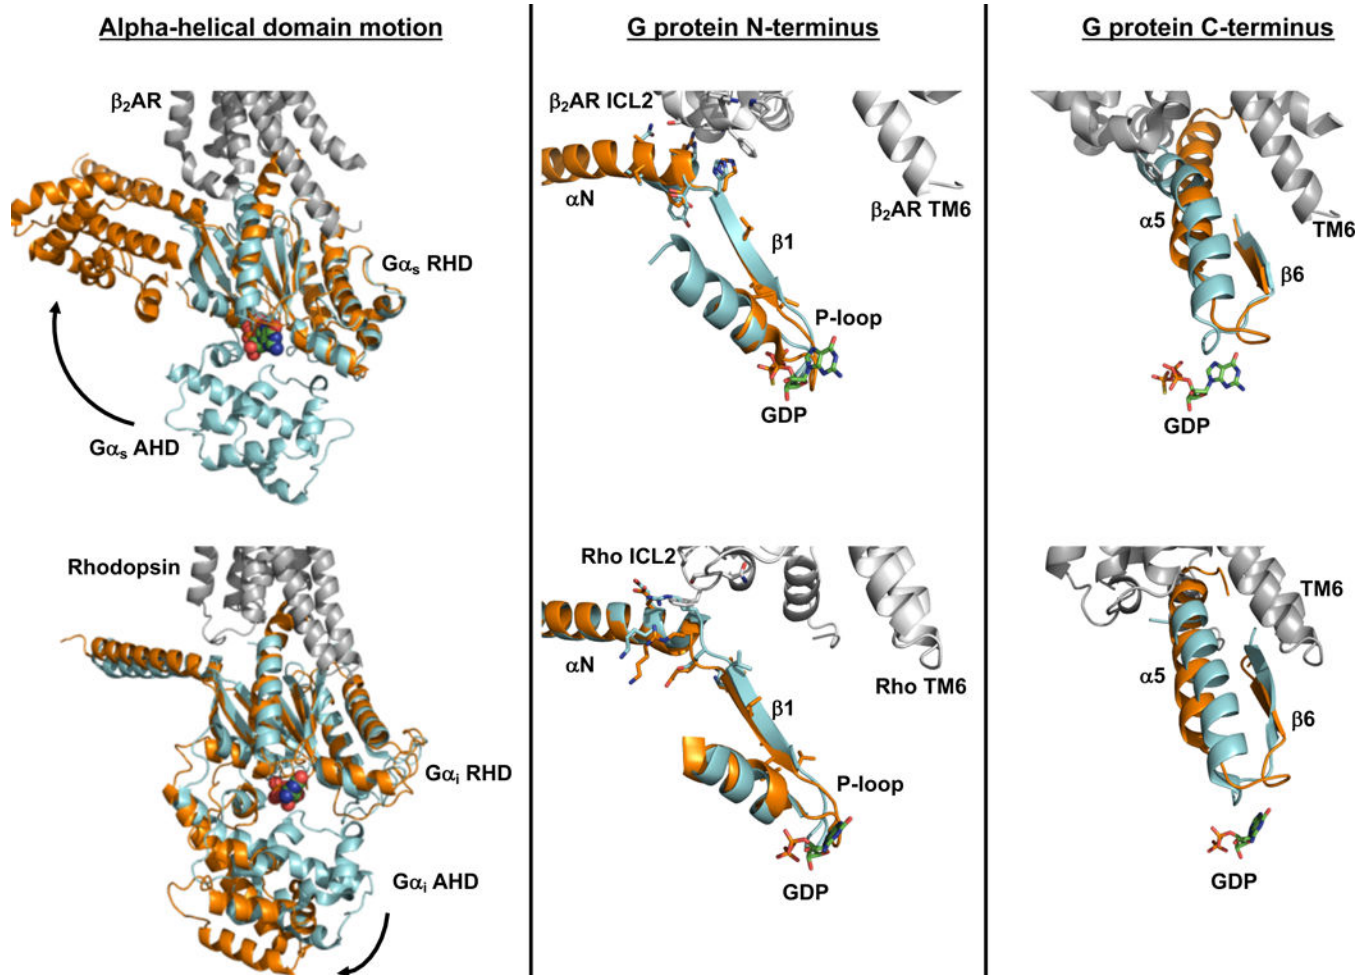 Alpha-helical domain motion
β₂AR
Gαₛ RHD
Gαₛ AHD
Rhodopsin
Gαᵢ RHD
Gαᵢ AHD
G protein N-terminus
β₂AR ICL2
αN
β₂AR TM6
β1
P-loop
GDP
Rho ICL2
αN
Rho TM6
β1
P-loop
GDP
G protein C-terminus
α5
TM6
β6
GDP
TM6
α5
β6
GDP